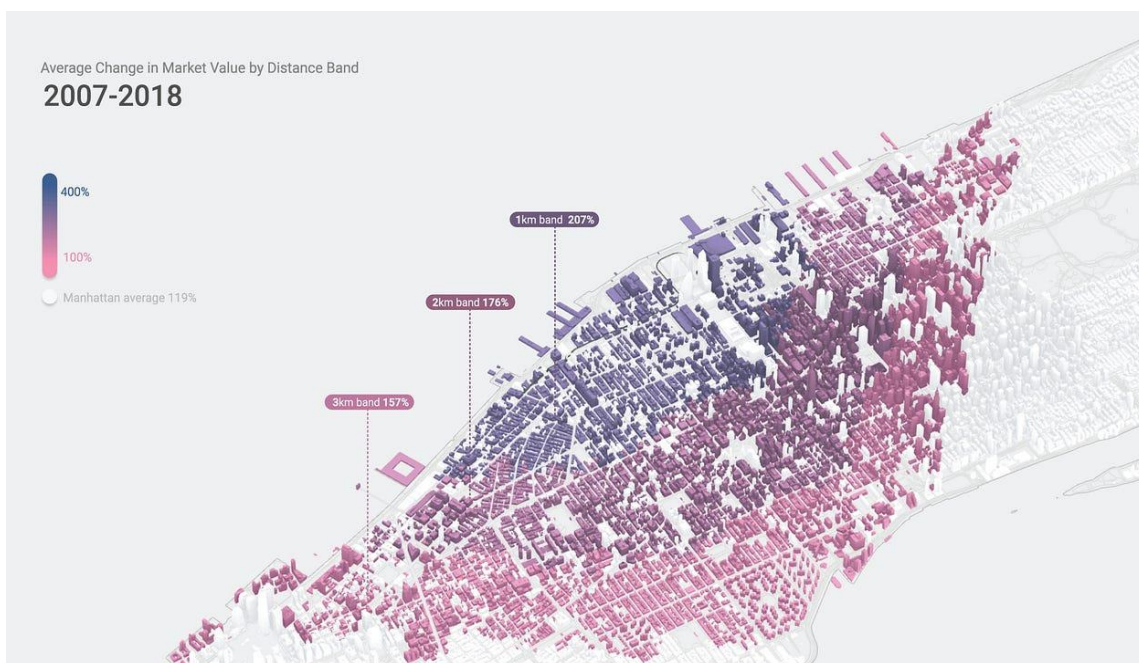 Average Change in Market Value by Distance Band
2007-2018
400%
100%
Manhattan average 119%
1km band 207%
2km band 176%
3km band 157%